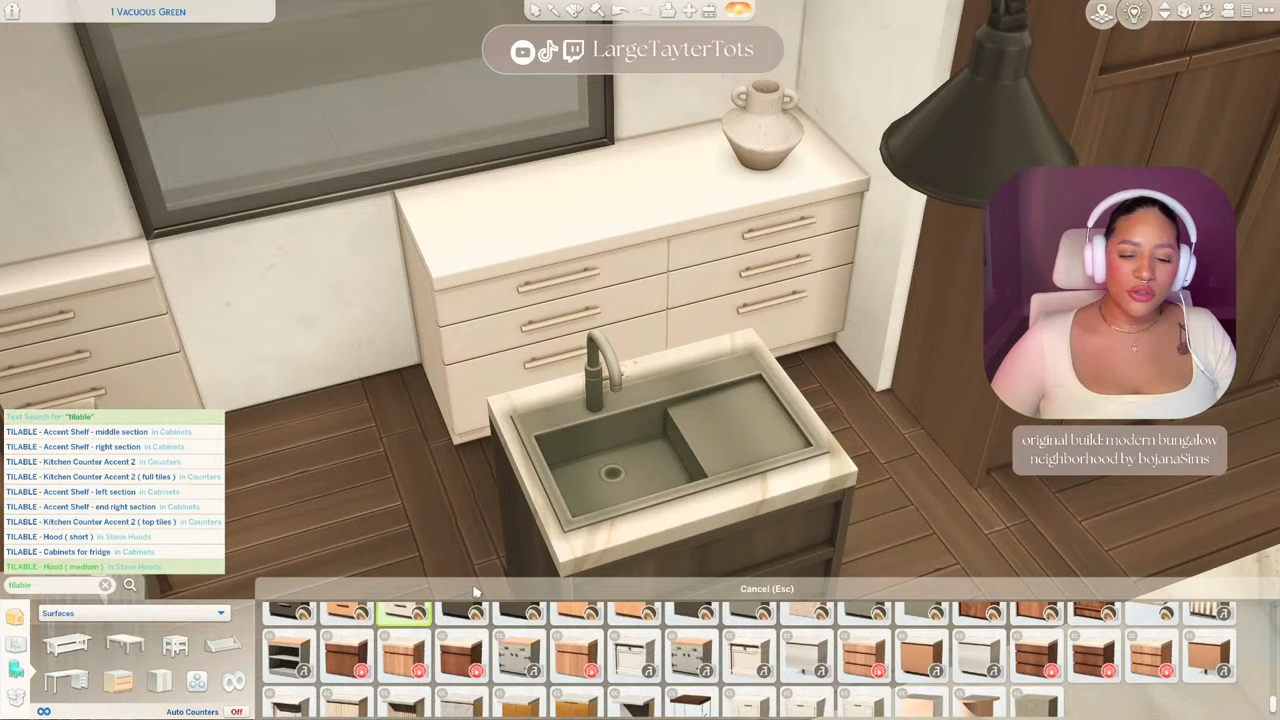 1 Vacuous Green
LargeTayterTots
original build: modern bungalow
neighborhood by bojanaSims
Text Search for: "tilable"
TILABLE - Accent Shelf - middle section in Cabinets
TILABLE - Accent Shelf - right section in Cabinets
TILABLE - Kitchen Counter Accent 2 in Counters
TILABLE - Kitchen Counter Accent 2 ( full tiles ) in Counters
TILABLE - Accent Shelf - left section in Cabinets
TILABLE - Accent Shelf - end right section in Cabinets
TILABLE - Kitchen Counter Accent 2 ( top tiles ) in Counters
TILABLE - Hood ( short ) in Stove Hoods
TILABLE - Cabinets for fridge in Cabinets
TILABLE - Hood ( medium ) in Stove Hoods
tilable
Cancel (Esc)
Surfaces
Auto Counters Off